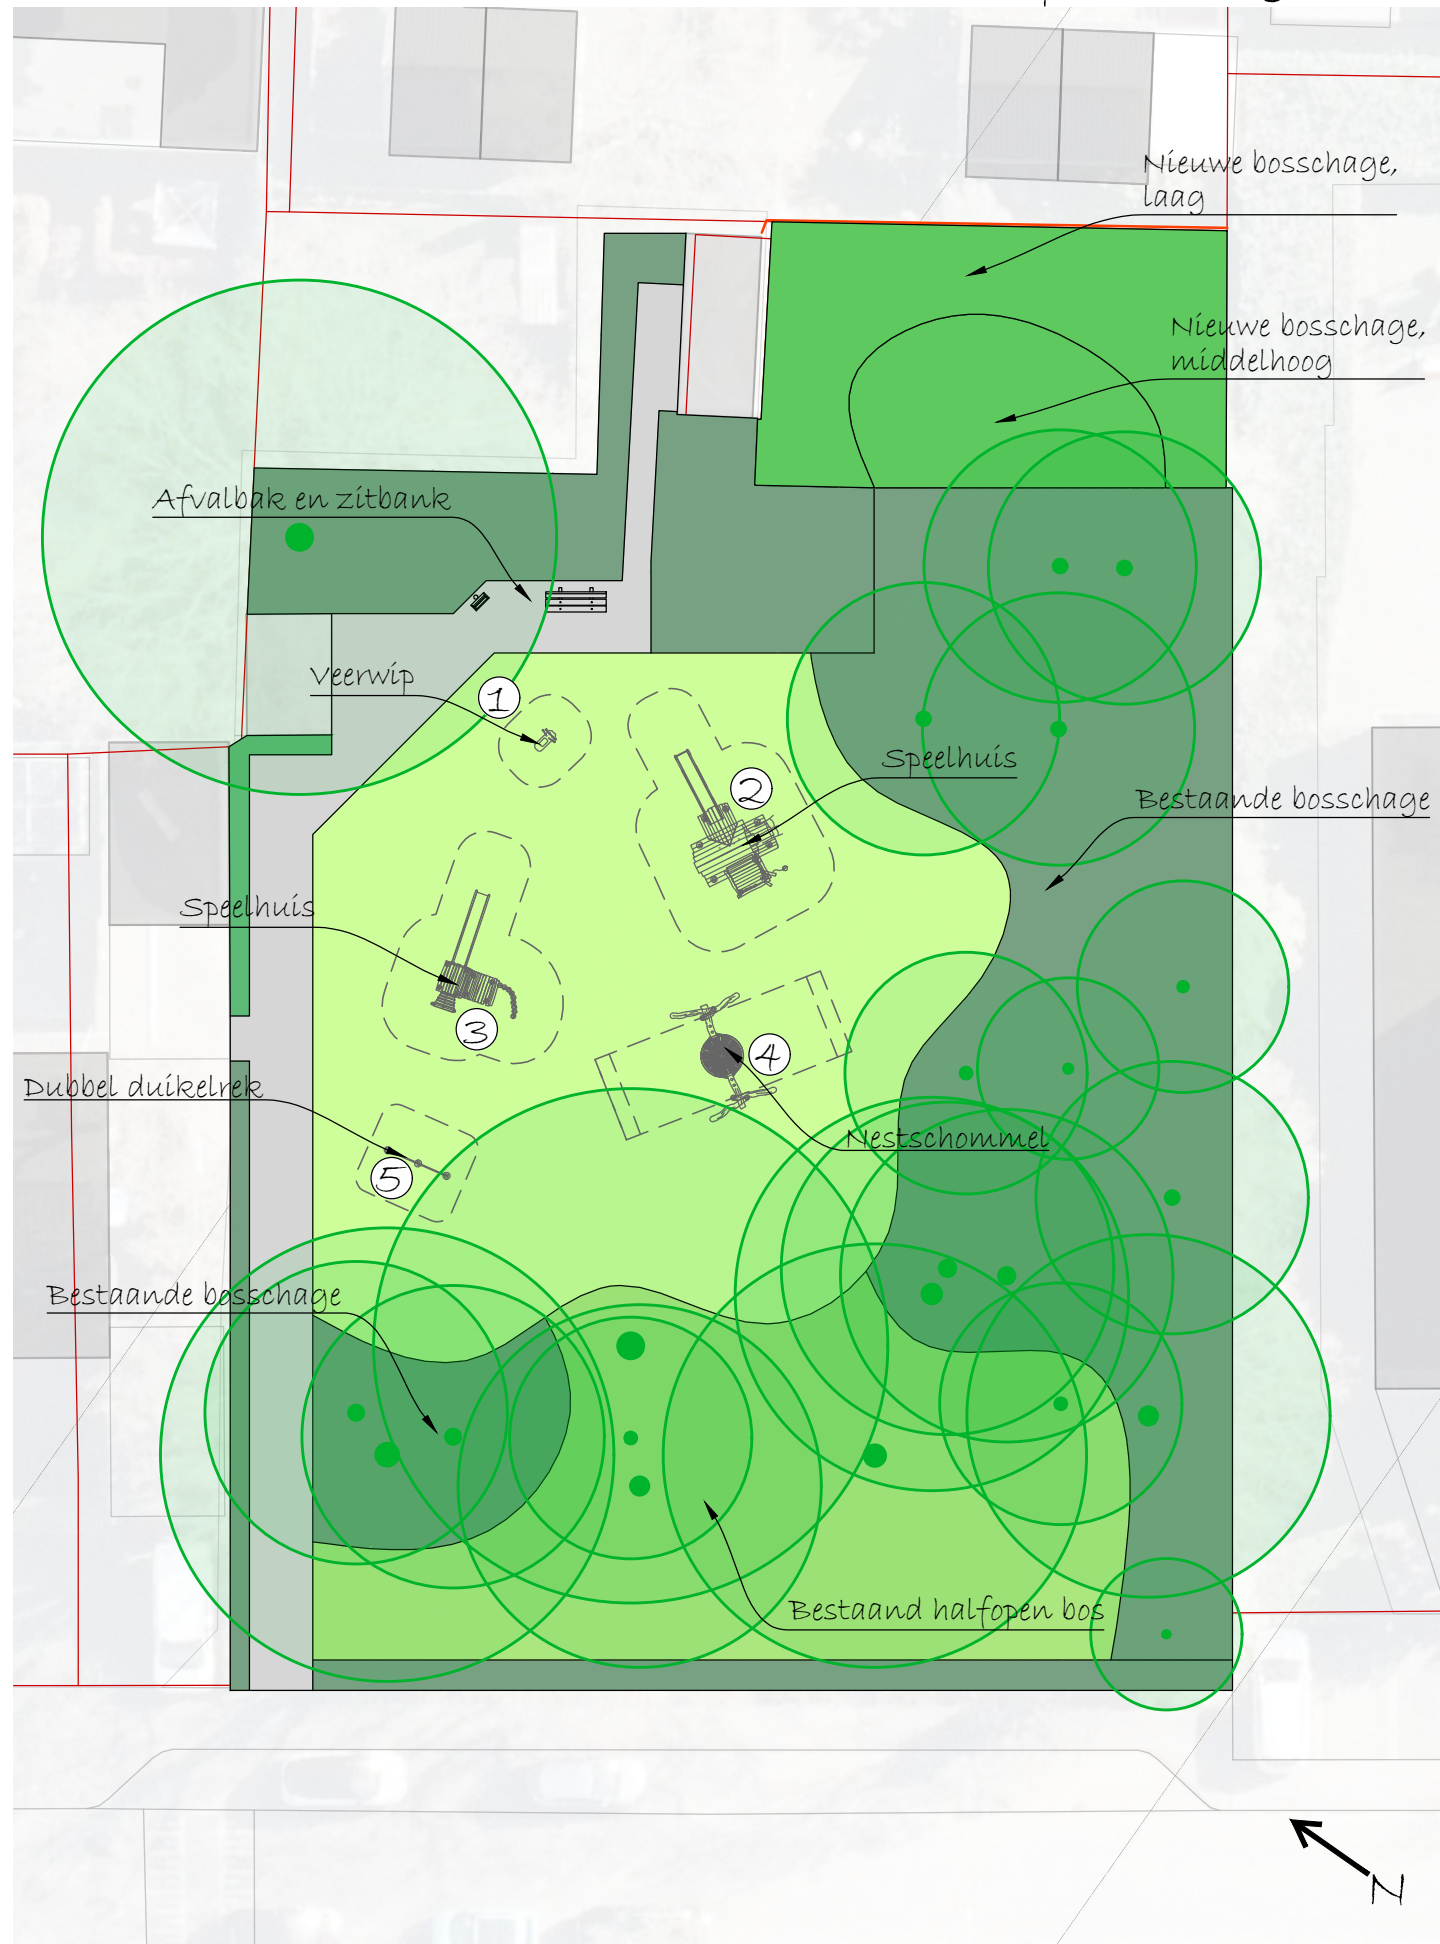 Nieuwe bosschage,
laag
Nieuwe bosschage,
middelhoog
Afvalbak en zitbank
Veerwip
1
2
Speelhuis
Bestaande bosschage
Speelhuis
3
4
Dubbel duikelrek
Nestschommel
5
Bestaande bosschage
Bestaand halfopen bos
N